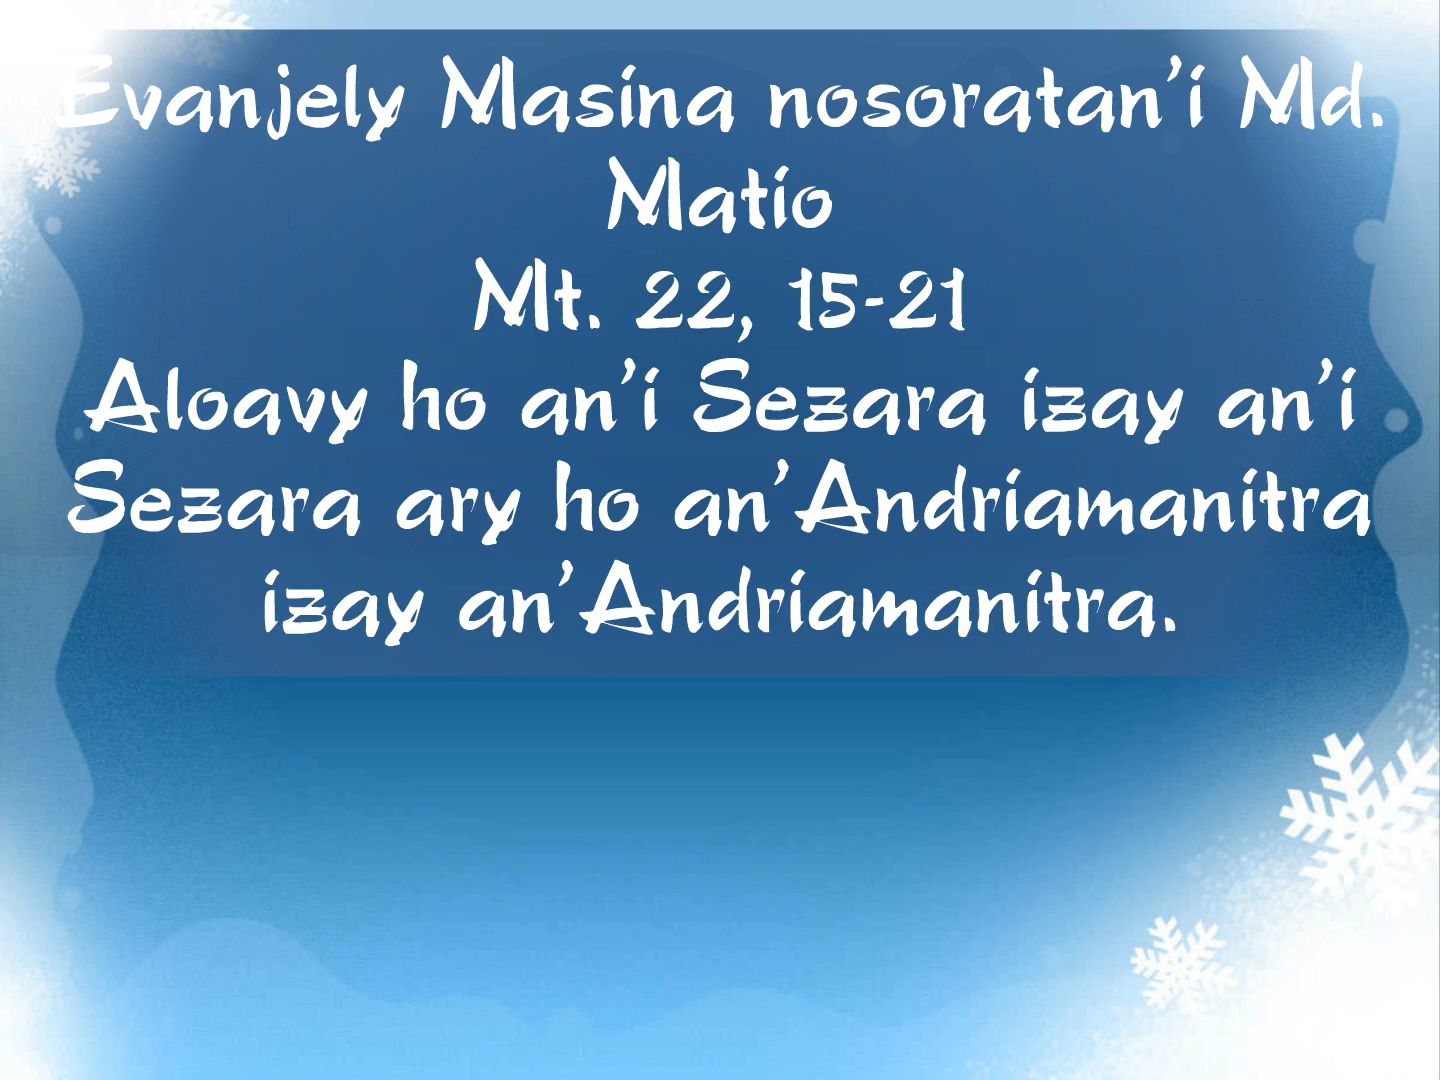 Evanjely Masina nosoratan'i Md.
Matio
Mt. 22, 15-21
Aloavy ho an'i Sezara izay an'i
Sezara ary ho an'Andriamanitra
izay an'Andriamanitra.